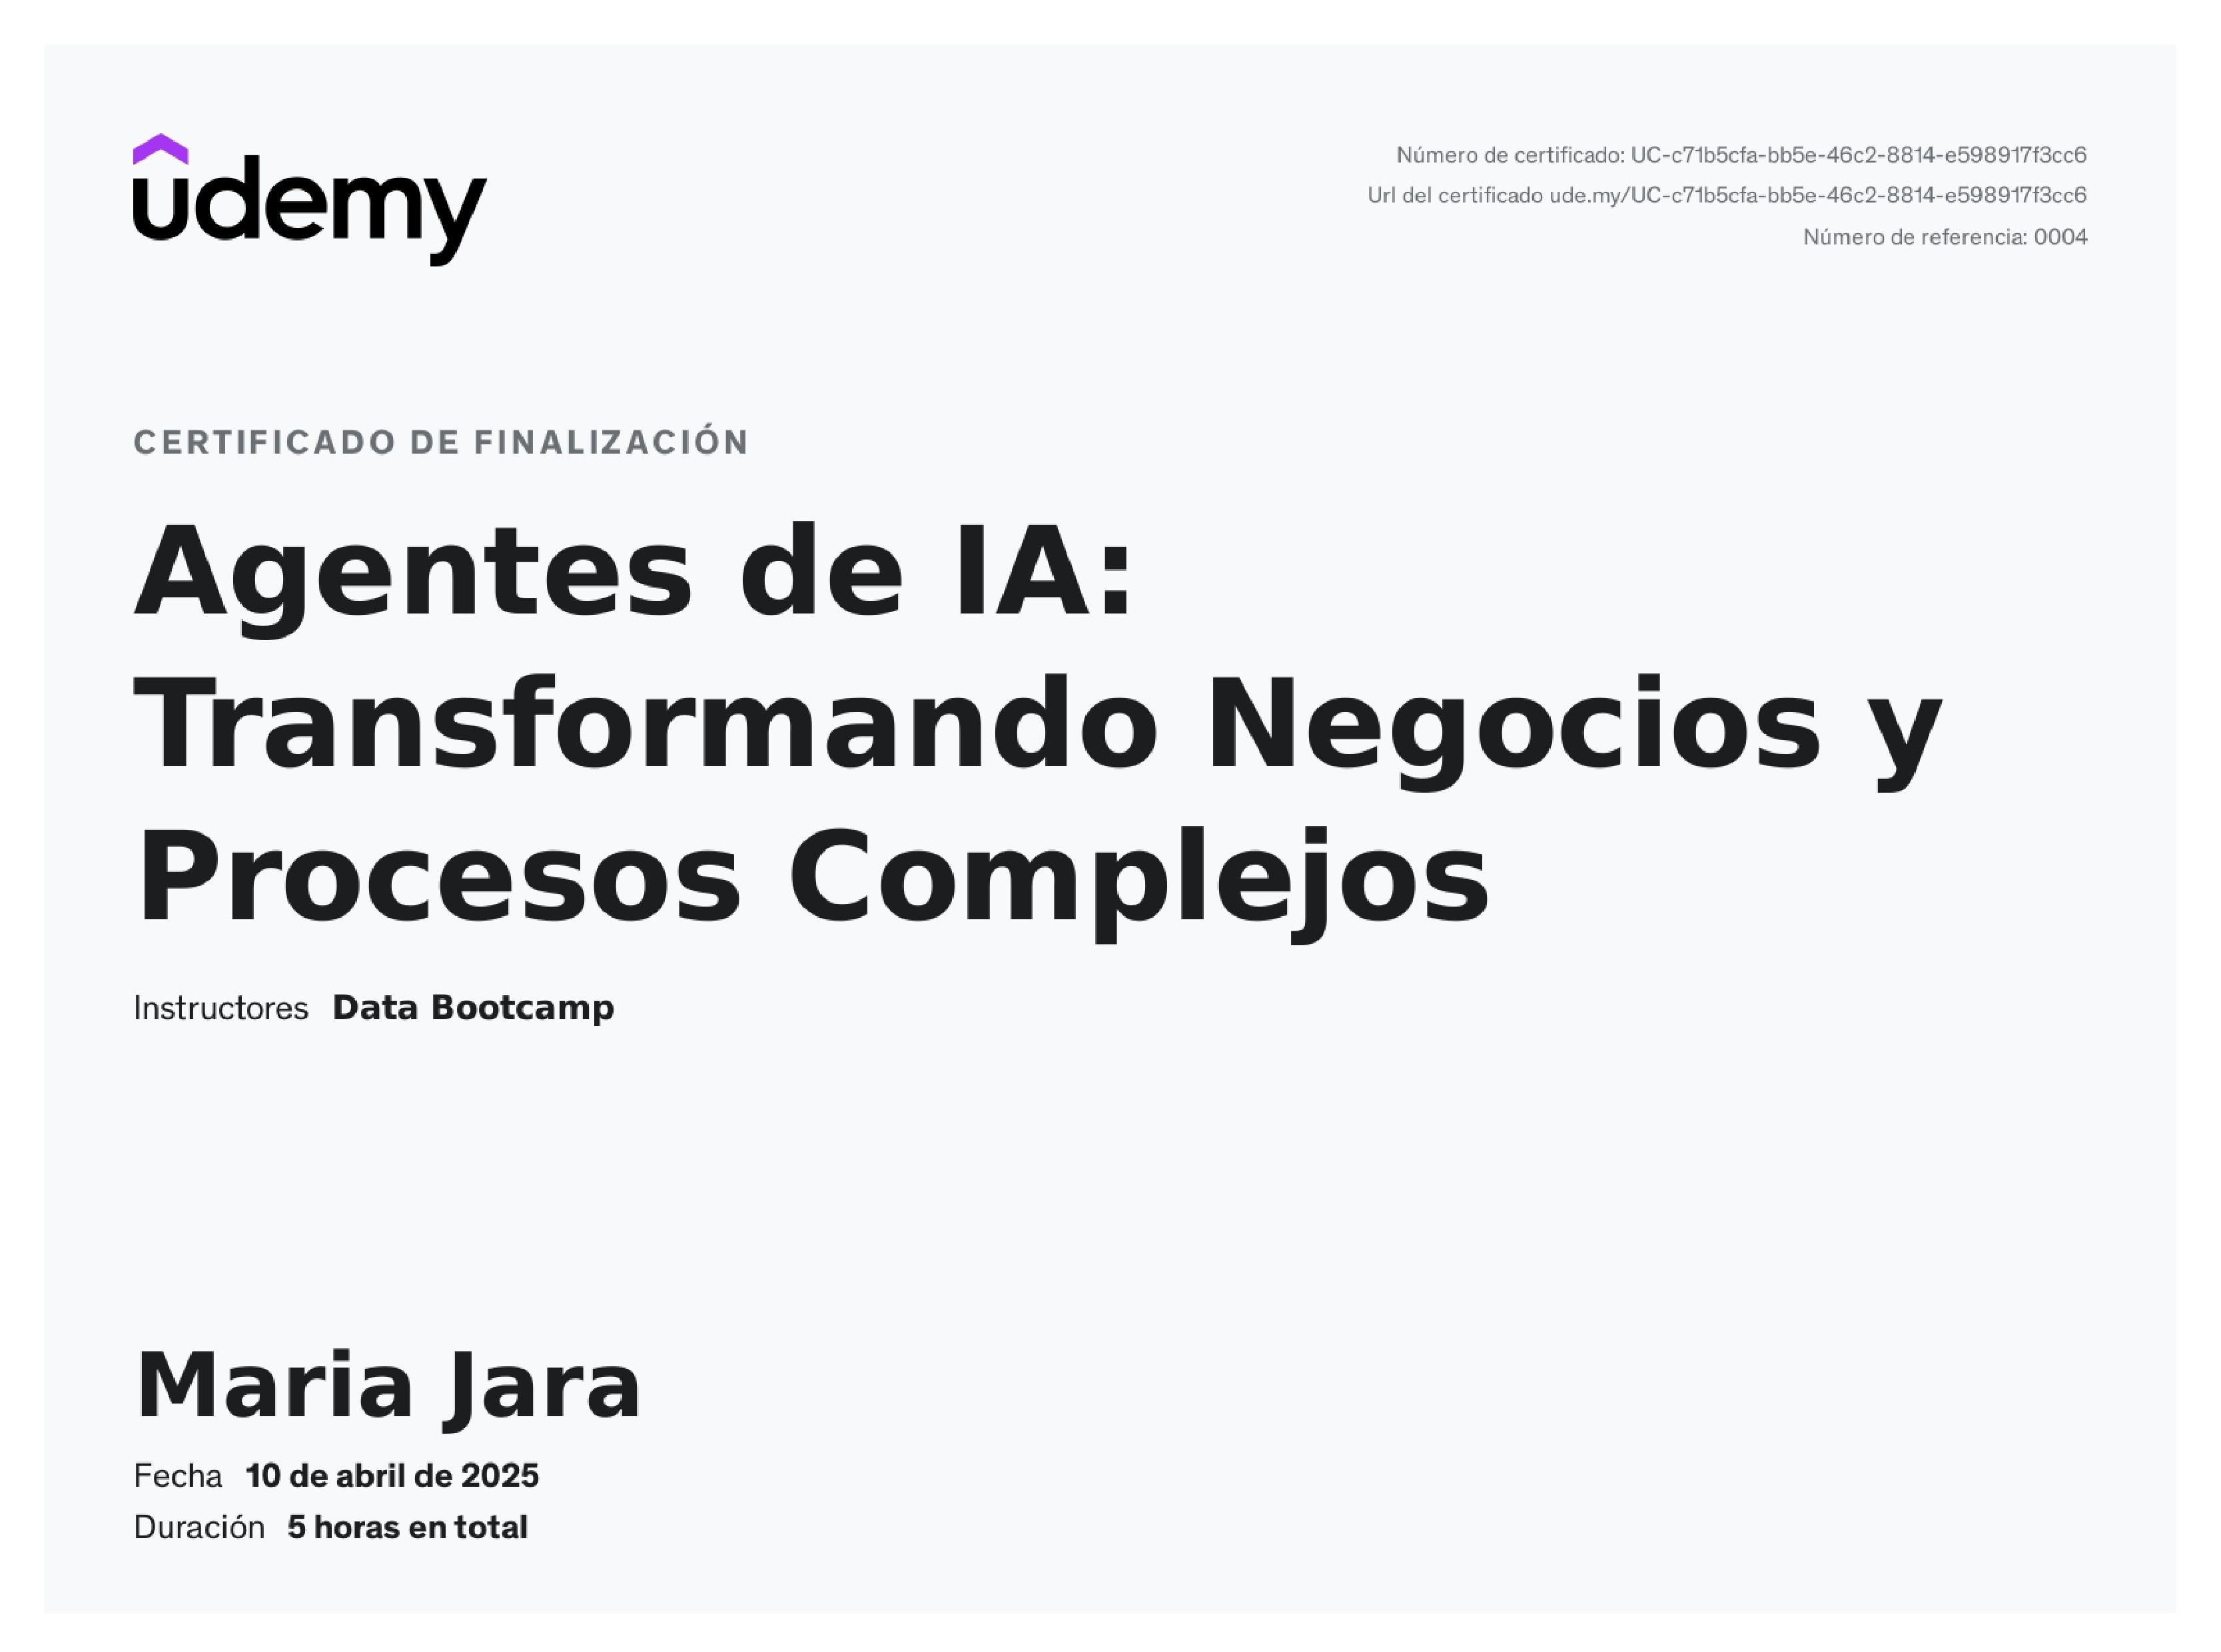 udemy
Número de certificado: UC-c71b5cfa-bb5e-46c2-8814-e598917f3cc6
Url del certificado ude.my/UC-c71b5cfa-bb5e-46c2-8814-e598917f3cc6
Número de referencia: 0004
CERTIFICADO DE FINALIZACIÓN
Agentes de IA:
Transformando Negocios y
Procesos Complejos
Instructores Data Bootcamp
Maria Jara
Fecha 10 de abril de 2025
Duración 5 horas en total